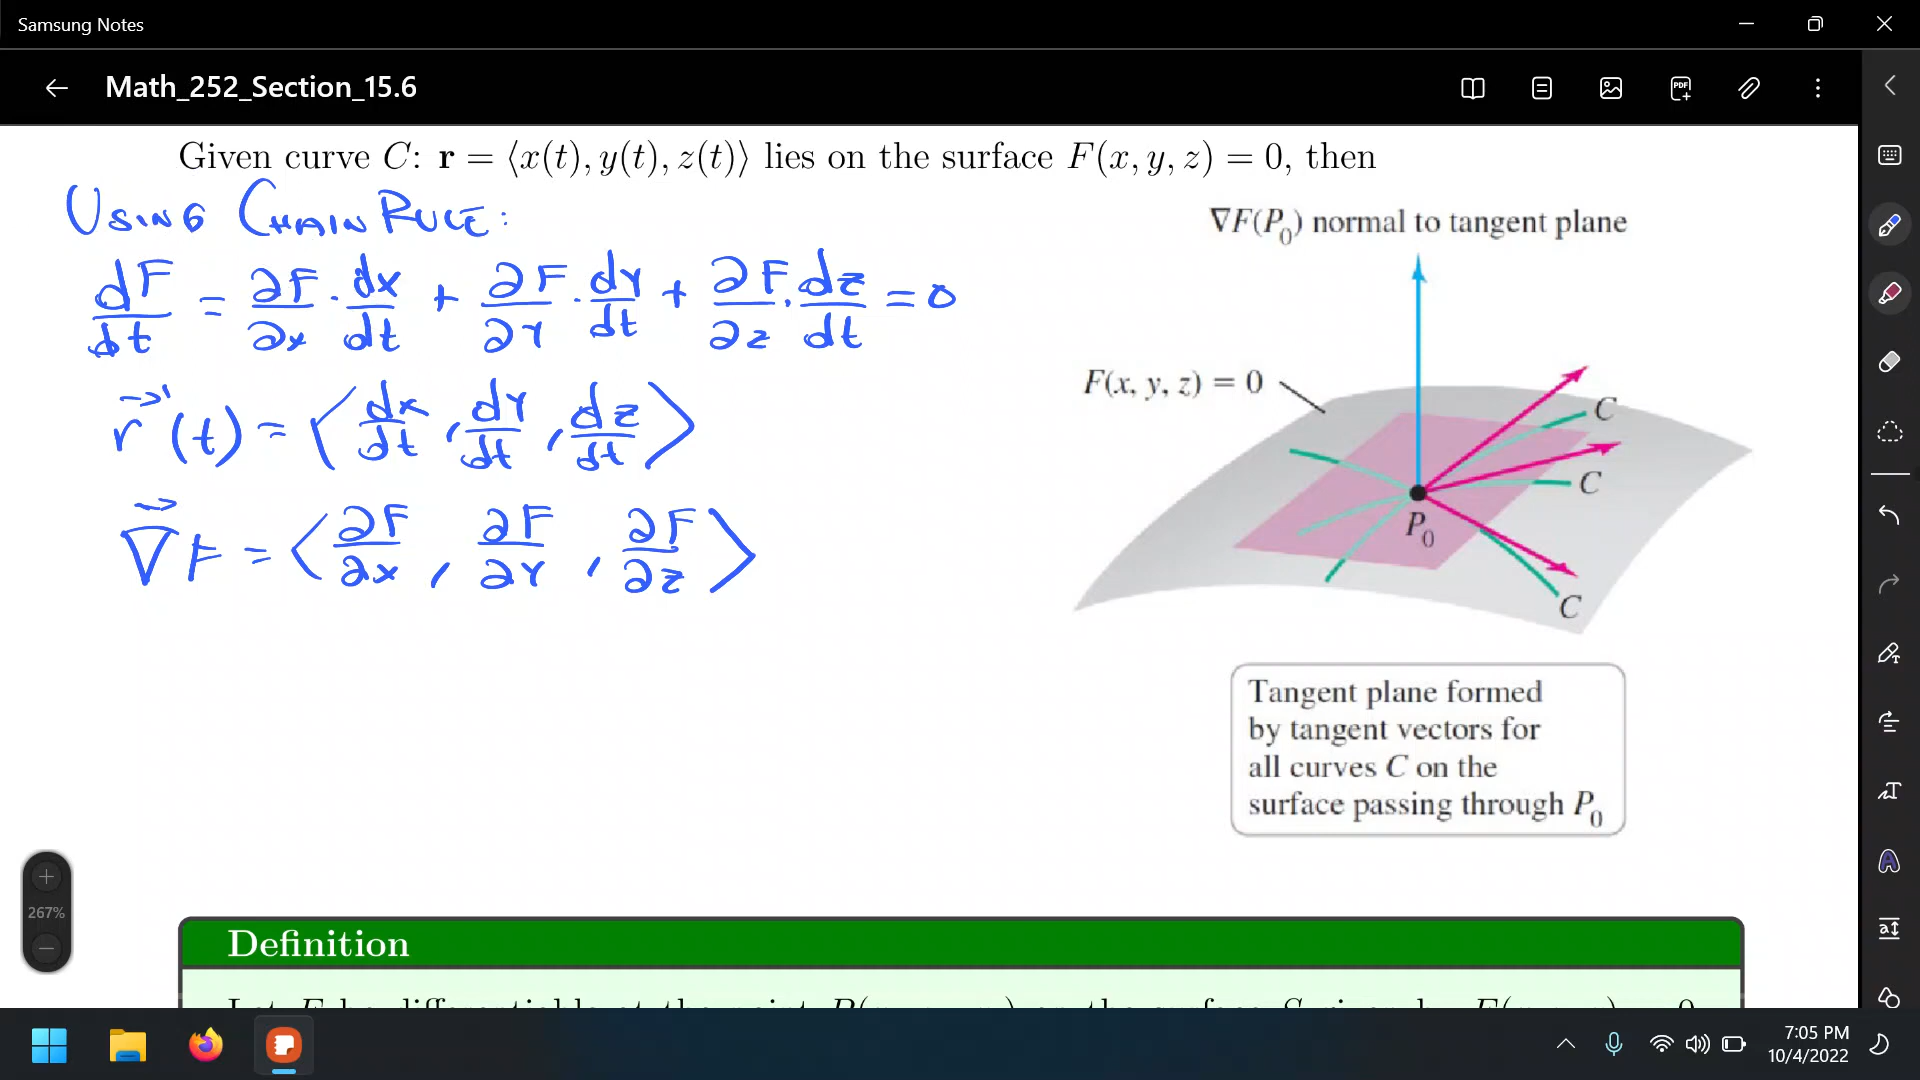 Samsung Notes
Math_252_Section_15.6
PDF
Given curve C: r = ⟨x(t), y(t), z(t)⟩ lies on the surface F(x, y, z) = 0, then
USING CHAIN RULE:
dF/dt = ∂F/∂x · dx/dt + ∂F/∂y · dy/dt + ∂F/∂z · dz/dt = 0
r⃗'(t) = ⟨dx/dt, dy/dt, dz/dt⟩
∇⃗F = ⟨∂F/∂x, ∂F/∂y, ∂F/∂z⟩
∇F(P₀) normal to tangent plane
F(x, y, z) = 0
C
C
P₀
C
Tangent plane formed
by tangent vectors for
all curves C on the
surface passing through P₀
267%
Definition
7:05 PM
10/4/2022